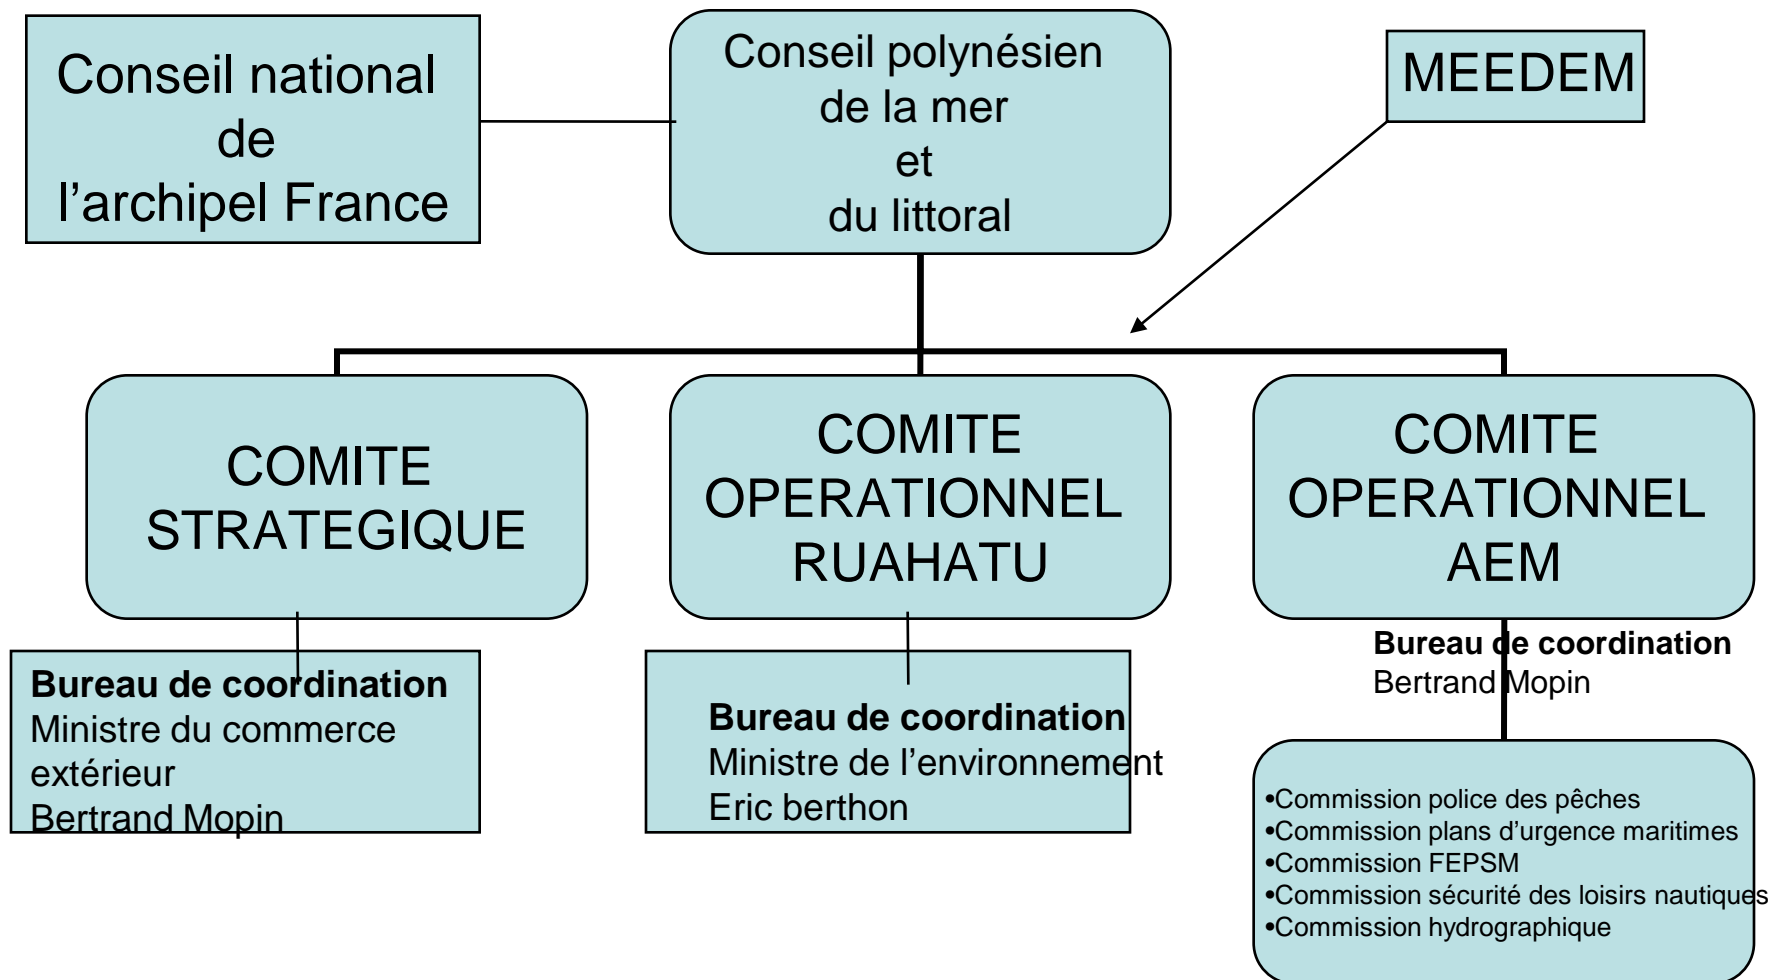 Conseil national
de
l’archipel France
Conseil polynésien
de la mer
et
du littoral
MEEDEM
COMITE
STRATEGIQUE
COMITE
OPERATIONNEL
RUAHATU
COMITE
OPERATIONNEL
AEM
Bureau de coordination
Ministre du commerce
extérieur
Bertrand Mopin
Bureau de coordination
Ministre de l’environnement
Eric berthon
Bureau de coordination
Bertrand Mopin
•Commission police des pêches
•Commission plans d’urgence maritimes
•Commission FEPSM
•Commission sécurité des loisirs nautiques
•Commission hydrographique